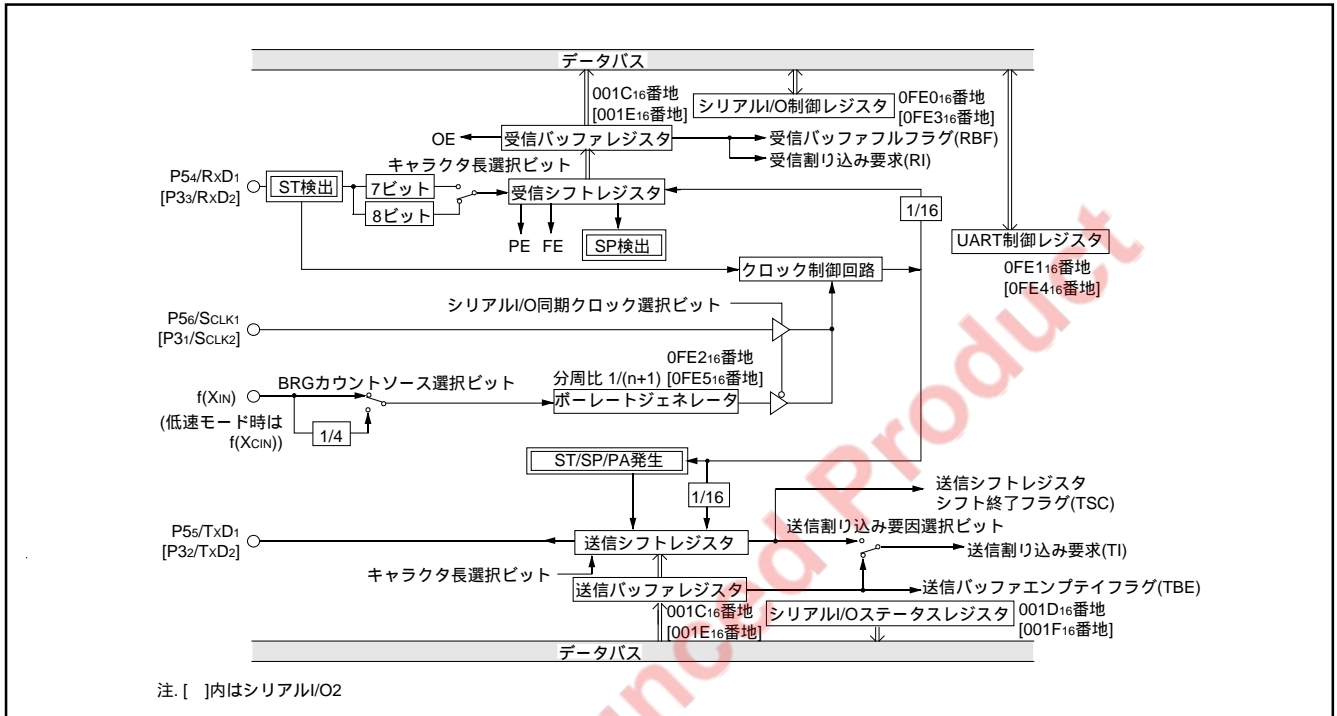 データバス
001C16番地
[001E16番地]
シリアルI/O制御レジスタ
0FE016番地
[0FE316番地]
OE
受信バッファレジスタ
受信バッファフルフラグ(RBF)
受信割り込み要求(RI)
キャラクタ長選択ビット
P54/RXD1
[P33/RXD2]
ST検出
7ビット
8ビット
受信シフトレジスタ
1/16
PE FE
SP検出
UART制御レジスタ
0FE116番地
[0FE416番地]
クロック制御回路
シリアルI/O同期クロック選択ビット
P56/SCLK1
[P31/SCLK2]
0FE216番地
分周比 1/(n+1) [0FE516番地]
BRGカウントソース選択ビット
f(XIN)
ボーレートジェネレータ
(低速モード時は
f(XCIN))
1/4
ST/SP/PA発生
1/16
送信シフトレジスタ
シフト終了フラグ(TSC)
送信割り込み要因選択ビット
P55/TXD1
[P32/TXD2]
送信シフトレジスタ
送信割り込み要求(TI)
キャラクタ長選択ビット
送信バッファレジスタ
送信バッファエンプテイフラグ(TBE)
001C16番地
[001E16番地]
シリアルI/Oステータスレジスタ
001D16番地
[001F16番地]
データバス
注. [ ]内はシリアルI/O2
unced Product